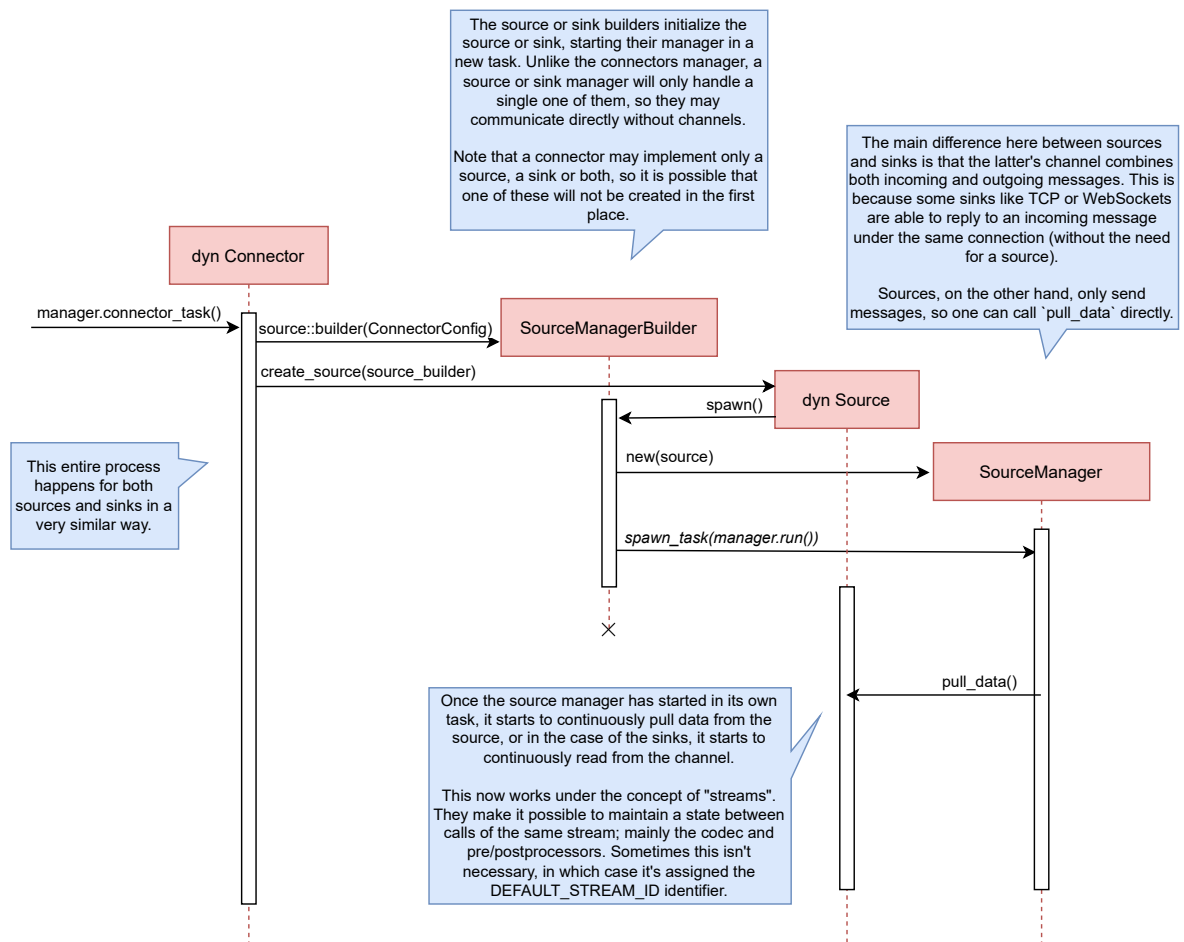 The source or sink builders initialize the
source or sink, starting their manager in a
new task. Unlike the connectors manager, a
source or sink manager will only handle a
single one of them, so they may
communicate directly without channels.
Note that a connector may implement only a
source, a sink or both, so it is possible that
one of these will not be created in the first
place.
The main difference here between sources
and sinks is that the latter's channel combines
both incoming and outgoing messages. This is
because some sinks like TCP or WebSockets
are able to reply to an incoming message
under the same connection (without the need
for a source).
Sources, on the other hand, only send
messages, so one can call `pull_data` directly.
dyn Connector
manager.connector_task()
source::builder(ConnectorConfig)
SourceManagerBuilder
create_source(source_builder)
dyn Source
spawn()
new(source)
SourceManager
This entire process
happens for both
sources and sinks in a
very similar way.
spawn_task(manager.run())
pull_data()
Once the source manager has started in its own
task, it starts to continuously pull data from the
source, or in the case of the sinks, it starts to
continuously read from the channel.
This now works under the concept of "streams".
They make it possible to maintain a state between
calls of the same stream; mainly the codec and
pre/postprocessors. Sometimes this isn't
necessary, in which case it's assigned the
DEFAULT_STREAM_ID identifier.